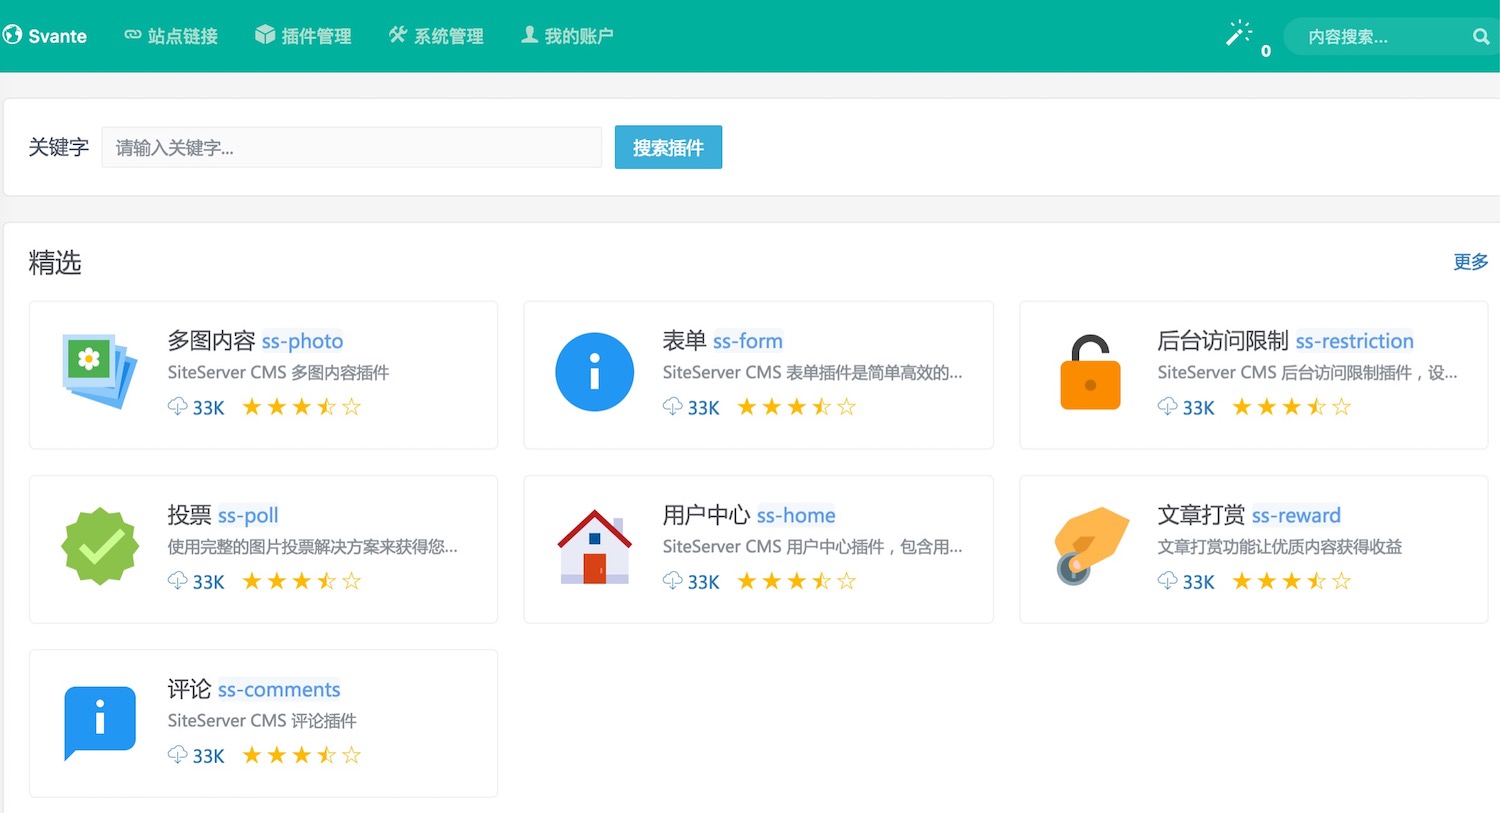 Svante 站点链接 插件管理 系统管理 我的账户 0 内容搜索...
关键字 请输入关键字... 搜索插件
精选 更多
多图内容 ss-photo
SiteServer CMS 多图内容插件
33K
表单 ss-form
SiteServer CMS 表单插件是简单高效的...
33K
后台访问限制 ss-restriction
SiteServer CMS 后台访问限制插件，设...
33K
投票 ss-poll
使用完整的图片投票解决方案来获得您...
33K
用户中心 ss-home
SiteServer CMS 用户中心插件，包含用...
33K
文章打赏 ss-reward
文章打赏功能让优质内容获得收益
33K
评论 ss-comments
SiteServer CMS 评论插件
33K